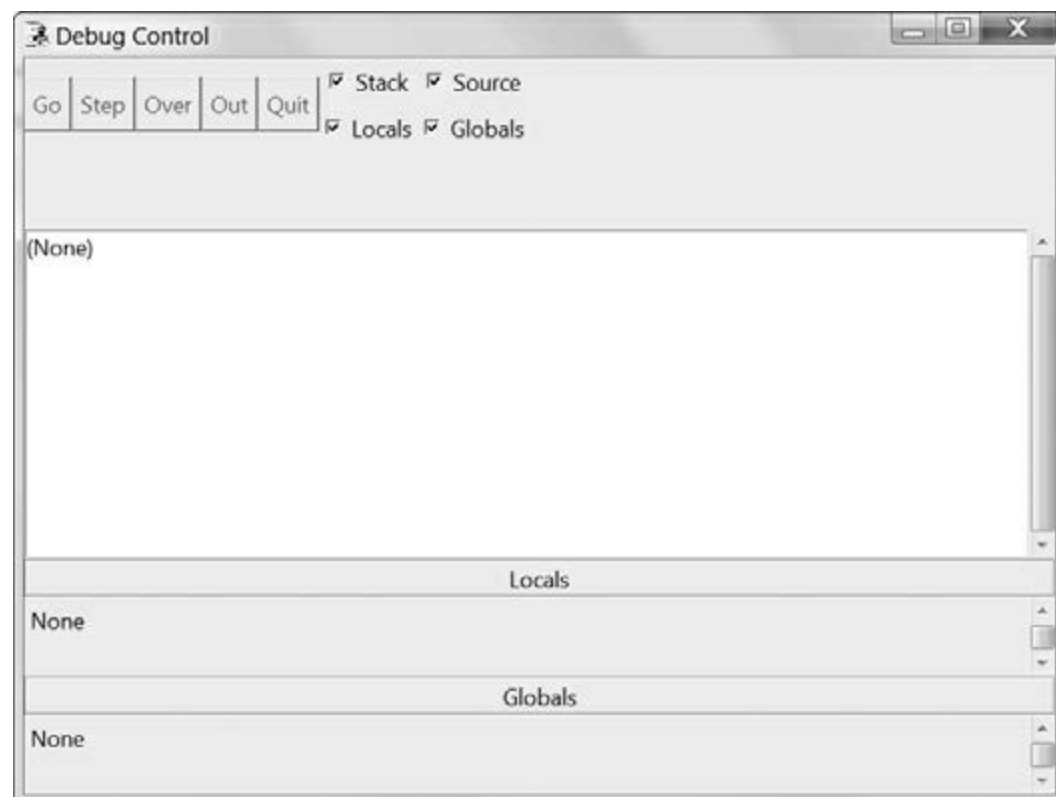 Debug Control
Go Step Over Out Quit
Stack Source
Locals Globals
(None)
Locals
None
Globals
None